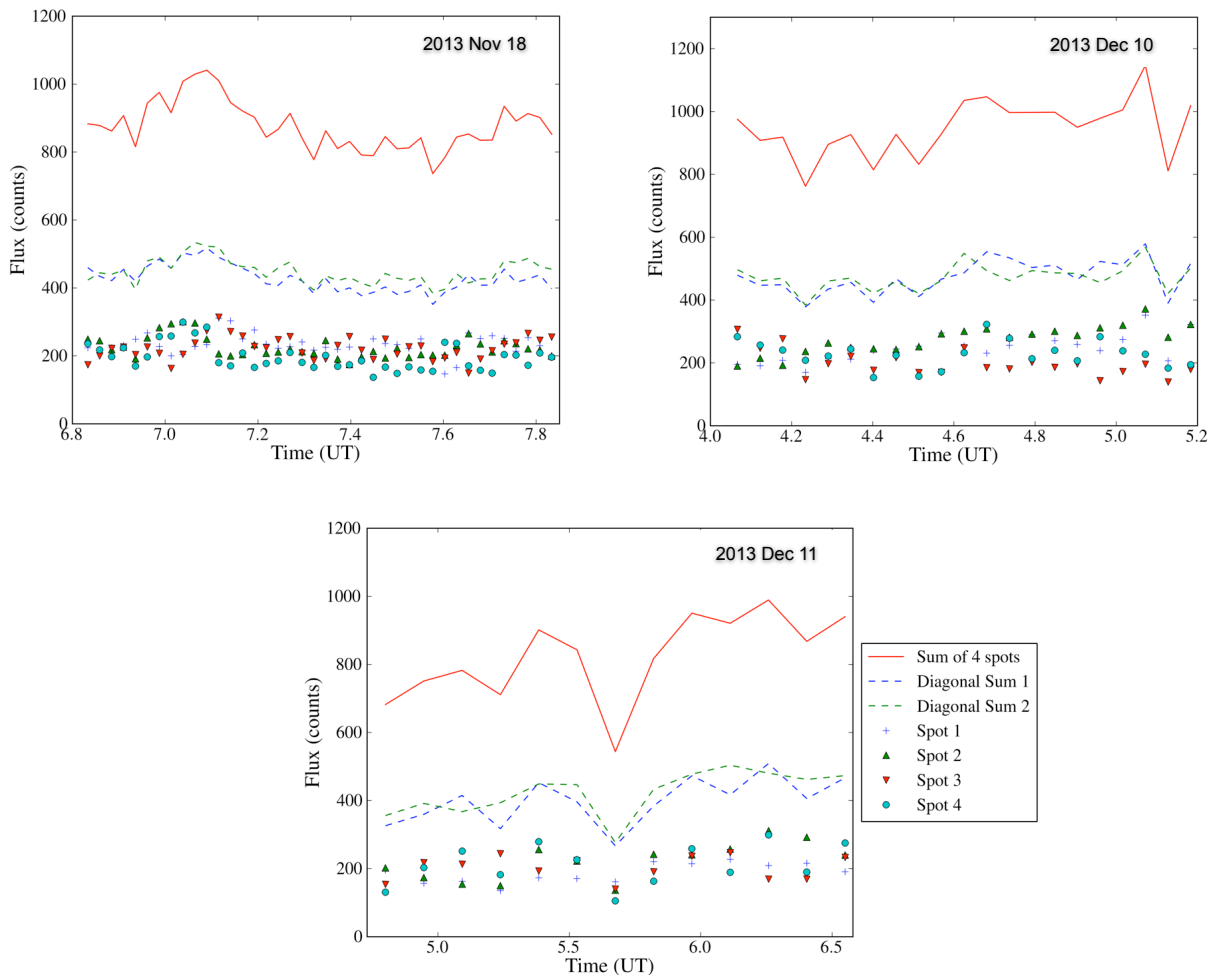 2013 Nov 18
1200
1000
800
600
400
200
0
Flux (counts)
6.8 7.0 7.2 7.4 7.6 7.8
Time (UT)
2013 Dec 10
1200
1000
800
600
400
200
0
Flux (counts)
4.0 4.2 4.4 4.6 4.8 5.0 5.2
Time (UT)
2013 Dec 11
1200
1000
800
600
400
200
0
Flux (counts)
5.0 5.5 6.0 6.5
Time (UT)
Sum of 4 spots
Diagonal Sum 1
Diagonal Sum 2
Spot 1
Spot 2
Spot 3
Spot 4